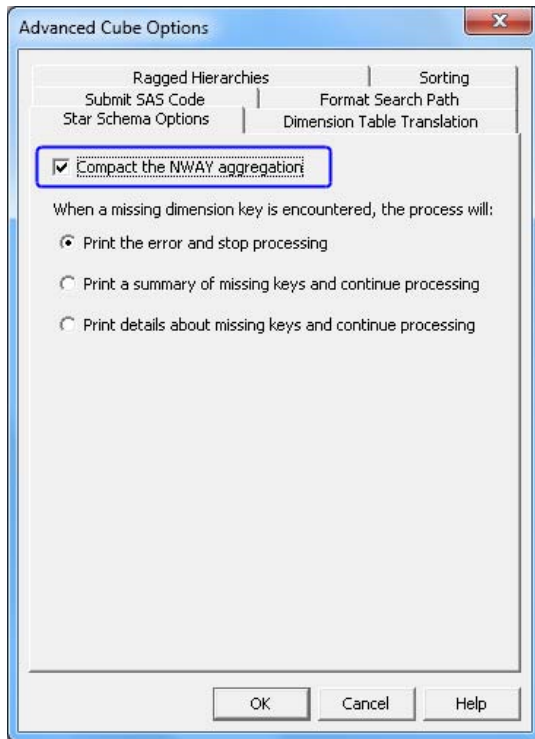 Advanced Cube Options
Ragged Hierarchies
Sorting
Submit SAS Code
Format Search Path
Star Schema Options
Dimension Table Translation
Compact the NWAY aggregation
When a missing dimension key is encountered, the process will:
Print the error and stop processing
Print a summary of missing keys and continue processing
Print details about missing keys and continue processing
OK
Cancel
Help